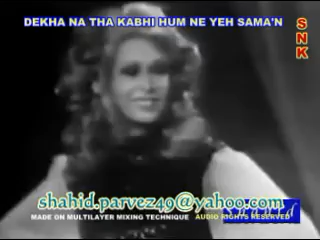 DEKHA NA THA KABHI HUM NE YEH SAMA'N
S
N
K
shahid.parvez49@yahoo.com
MADE ON MULTILAYER MIXING TECHNIQUE AUDIO RIGHTS RESERVED